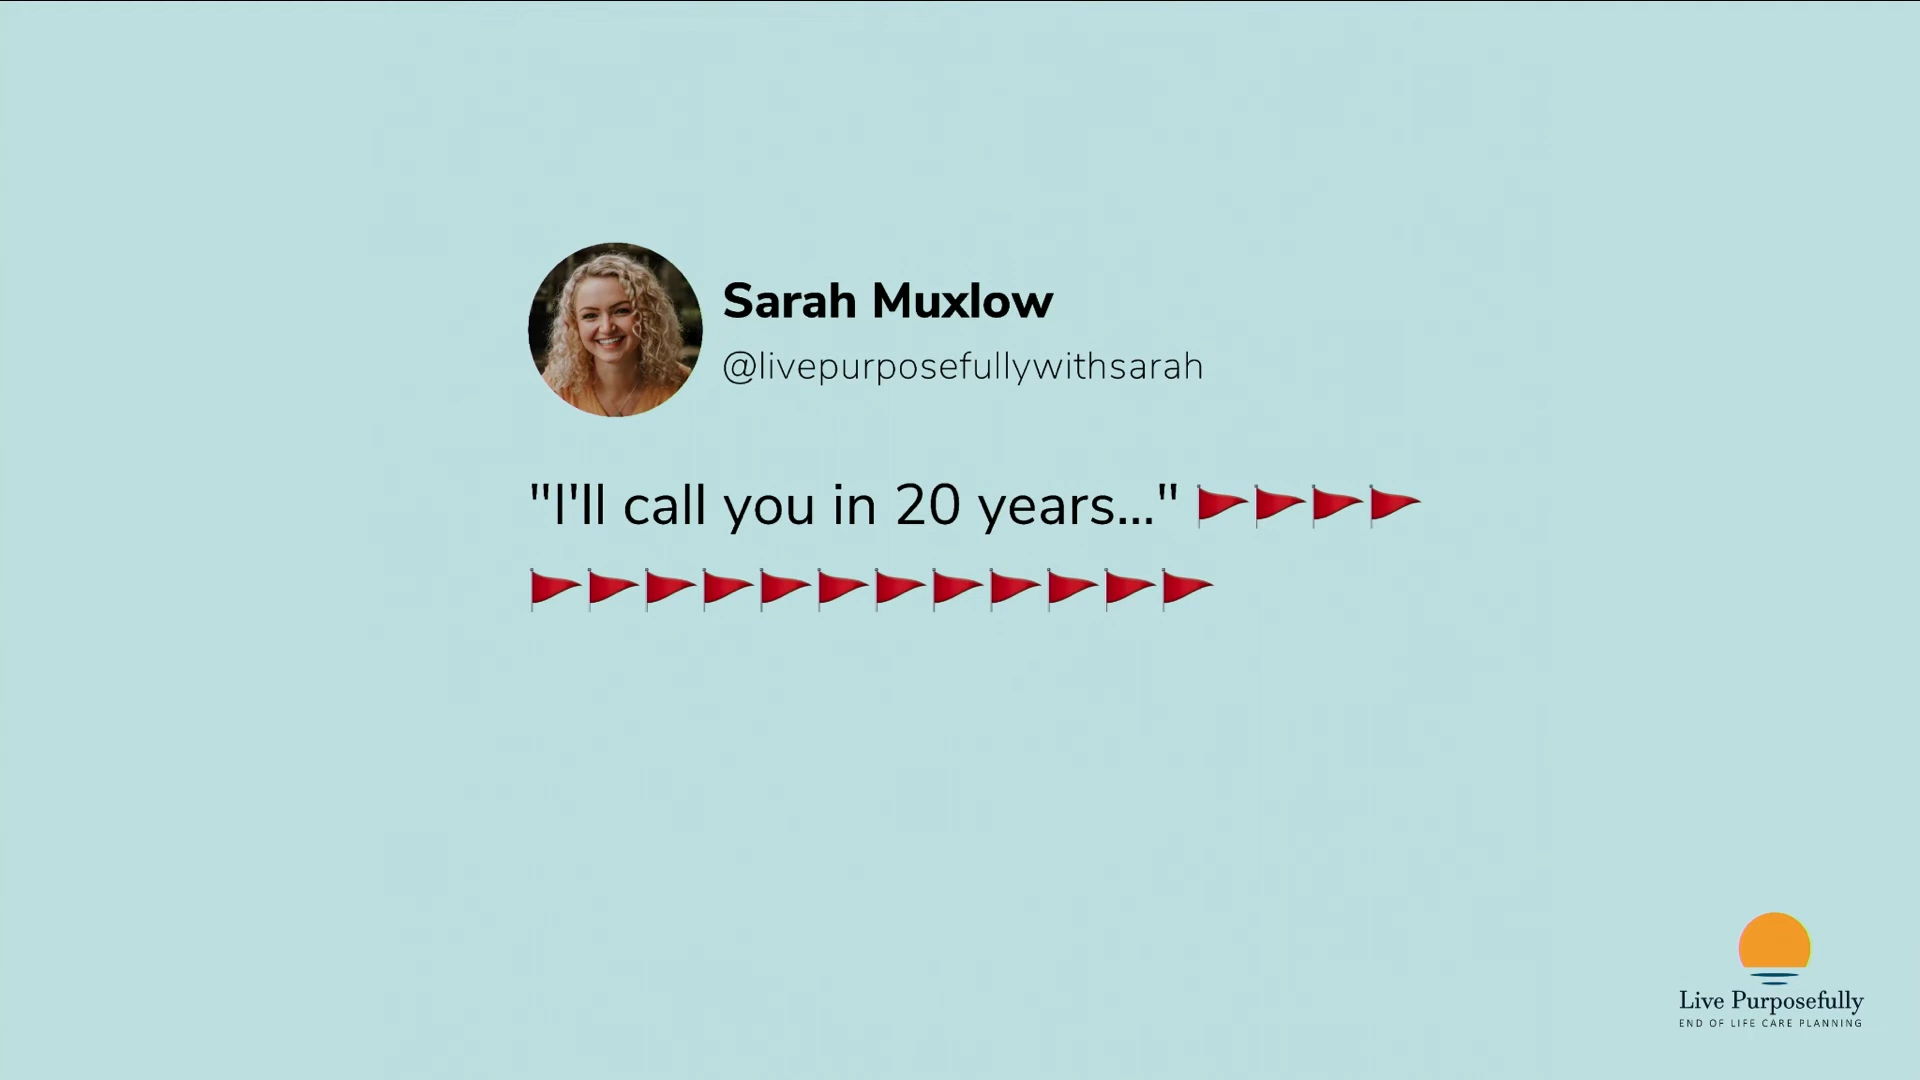 Sarah Muxlow
@livepurposefullywithsarah
"I'll call you in 20 years..." 🚩🚩🚩🚩
🚩🚩🚩🚩🚩🚩🚩🚩🚩🚩🚩🚩
Live Purposefully
END OF LIFE CARE PLANNING